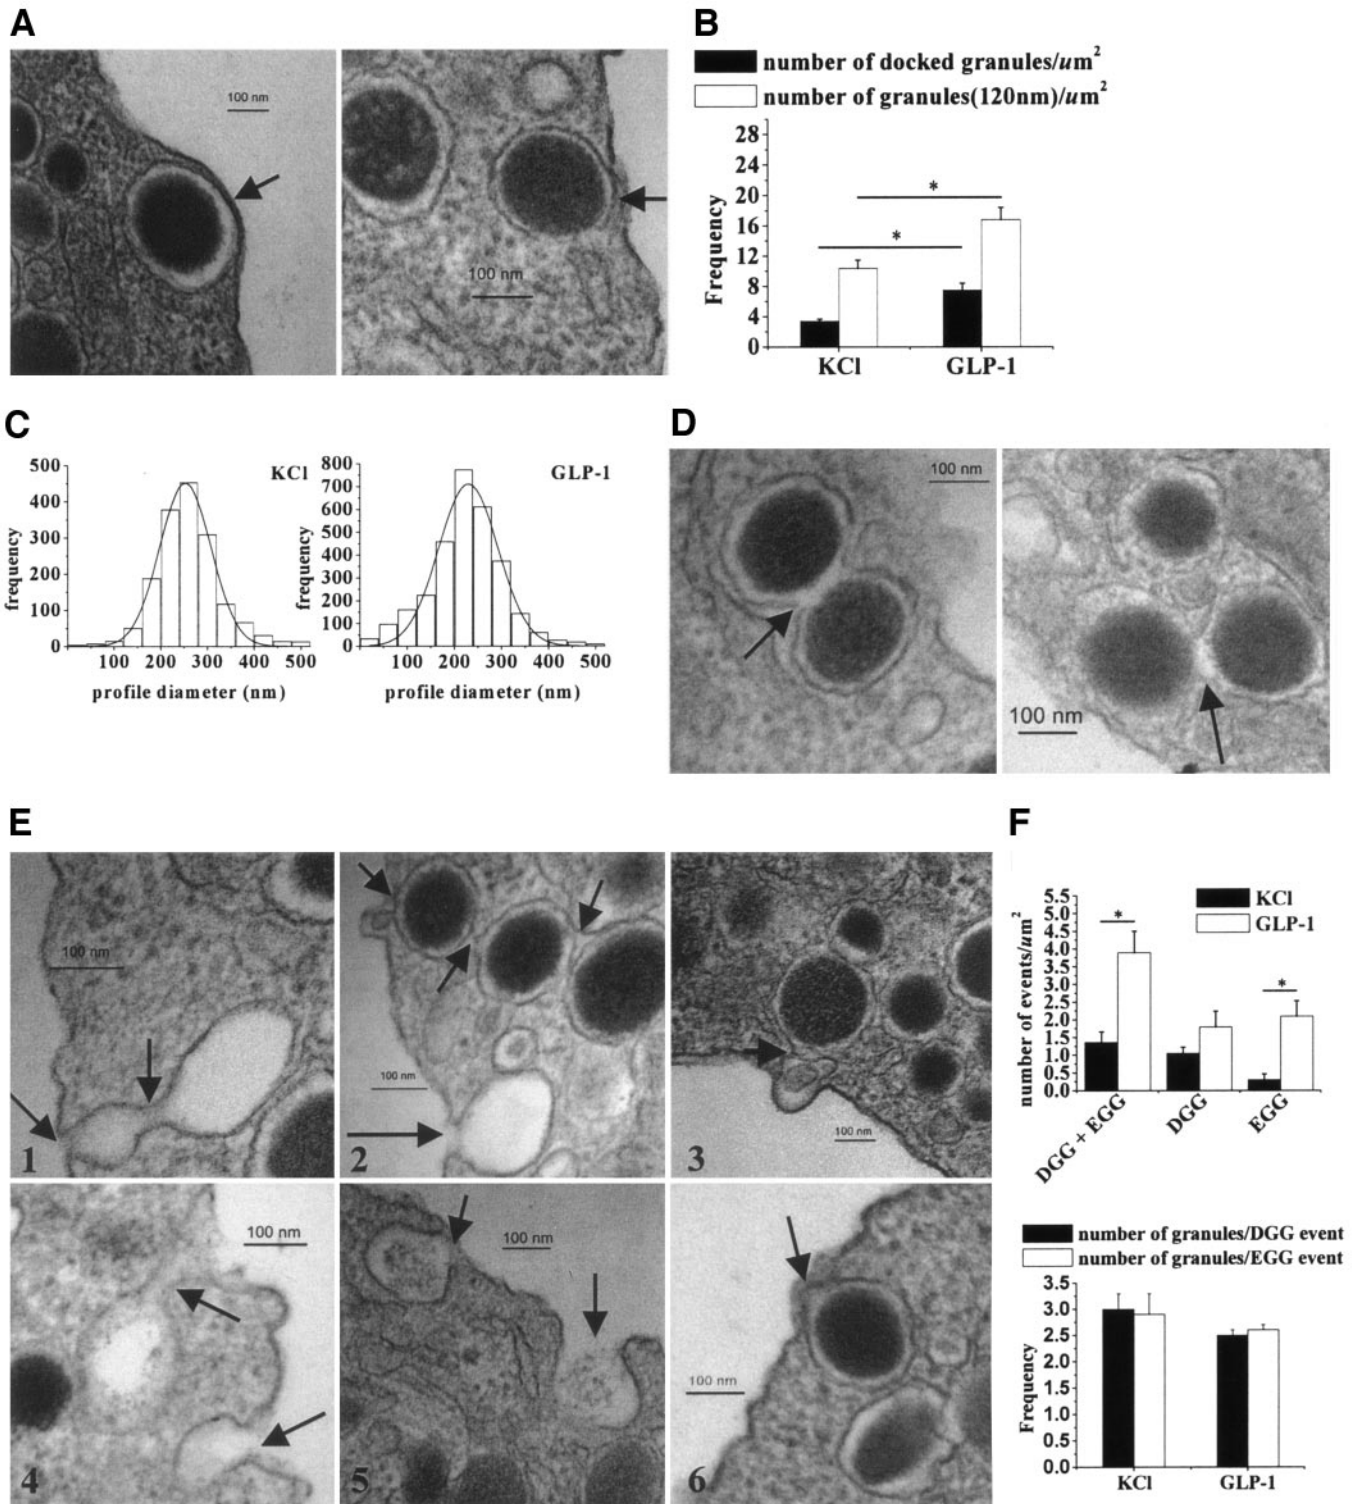 A
100 nm
100 nm
B
number of docked granules/um²
number of granules(120nm)/um²
28
24
20
16
12
8
4
0
Frequency
*
*
KCl
GLP-1
C
500
400
300
200
100
0
frequency
KCl
100 200 300 400 500
profile diameter (nm)
800
700
600
500
400
300
200
100
0
frequency
GLP-1
100 200 300 400 500
profile diameter (nm)
D
100 nm
100 nm
E
100 nm
1
100 nm
2
100 nm
3
100 nm
4
100 nm
5
100 nm
6
F
KCl
GLP-1
5.5
5.0
4.5
4.0
3.5
3.0
2.5
2.0
1.5
1.0
0.5
0.0
number of events/um²
*
*
DGG + EGG
DGG
EGG
number of granules/DGG event
number of granules/EGG event
3.5
3.0
2.5
2.0
1.5
1.0
0.5
0.0
Frequency
KCl
GLP-1